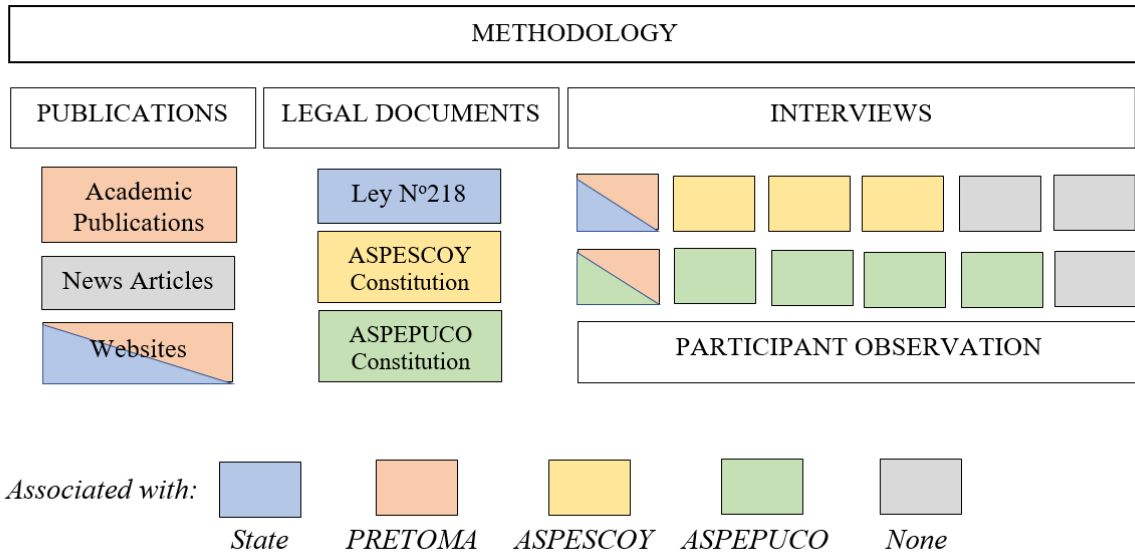 METHODOLOGY
PUBLICATIONS
LEGAL DOCUMENTS
INTERVIEWS
Academic
Publications
News Articles
Websites
Ley Nº218
ASPESCOY
Constitution
ASPEPUCO
Constitution
PARTICIPANT OBSERVATION
Associated with:
State
PRETOMA
ASPESCOY
ASPEPUCO
None